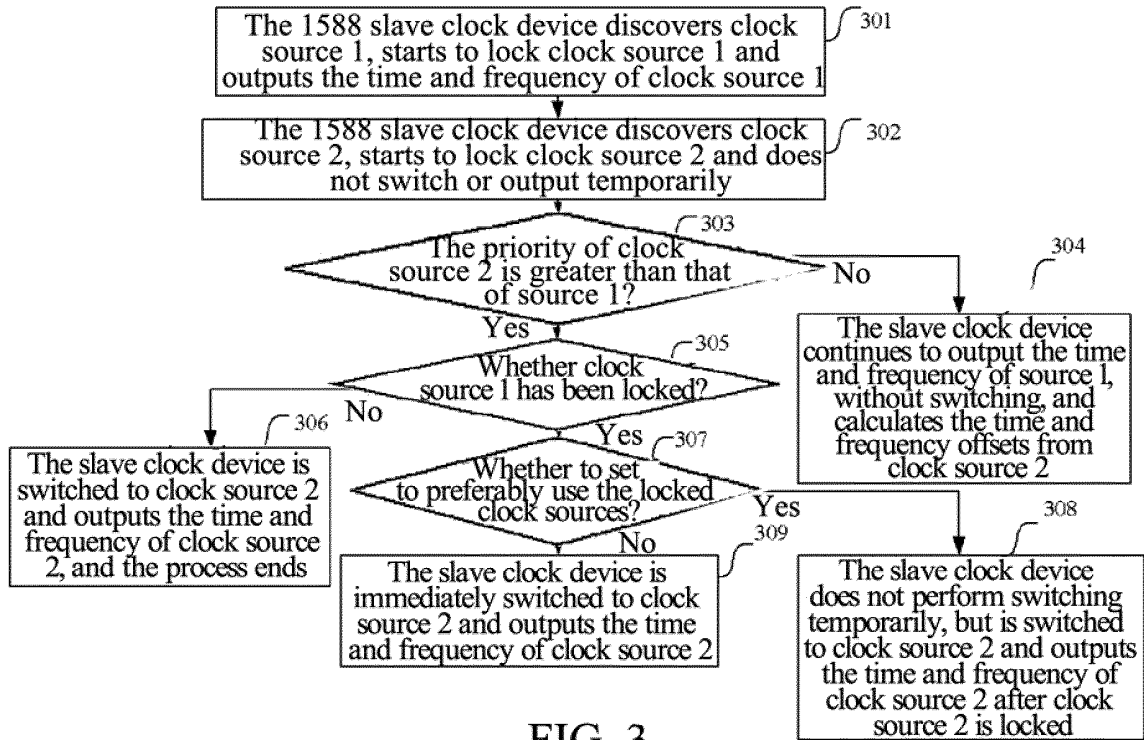 The 1588 slave clock device discovers clock
source 1, starts to lock clock source 1 and
outputs the time and frequency of clock source 1
301
The 1588 slave clock device discovers clock
source 2, starts to lock clock source 2 and does
not switch or output temporarily
302
303
The priority of clock
source 2 is greater than that
of source 1?
No
304
Yes
The slave clock device
continues to output the time
and frequency of source 1,
without switching, and
calculates the time and
frequency offsets from
clock source 2
305
Whether clock
source 1 has been locked?
No
306
Yes
307
The slave clock device is
switched to clock source 2
and outputs the time and
frequency of clock source
2, and the process ends
Whether to set
to preferably use the locked
clock sources?
Yes
308
No
309
The slave clock device is
immediately switched to clock
source 2 and outputs the time
and frequency of clock source 2
The slave clock device
does not perform switching
temporarily, but is switched
to clock source 2 and outputs
the time and frequency of
clock source 2 after clock
source 2 is locked
FIG. 3